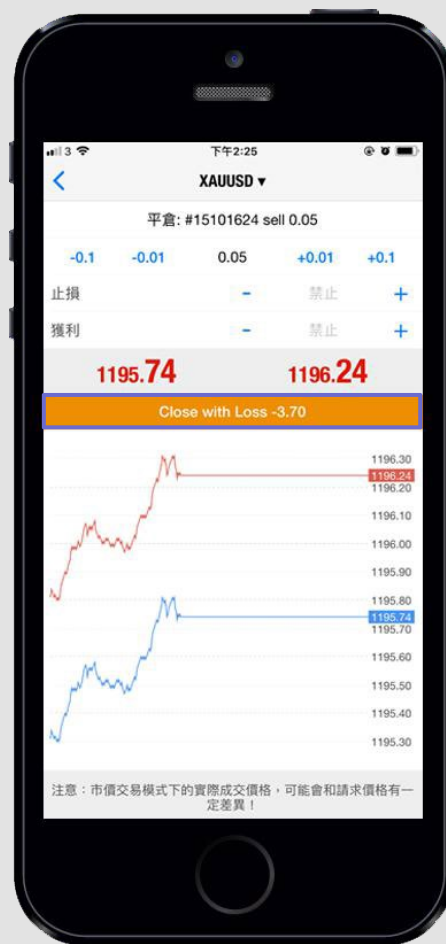 3 下午2:25
XAUUSD ▾
平倉: #15101624 sell 0.05
-0.1 -0.01 0.05 +0.01 +0.1
止損 - 禁止 +
獲利 - 禁止 +
1195.74 1196.24
Close with Loss -3.70
1196.30
1196.24
1196.20
1196.10
1196.00
1195.90
1195.80
1195.74
1195.70
1195.60
1195.50
1195.40
1195.30
注意：市價交易模式下的實際成交價格，可能會和請求價格有一
定差異！